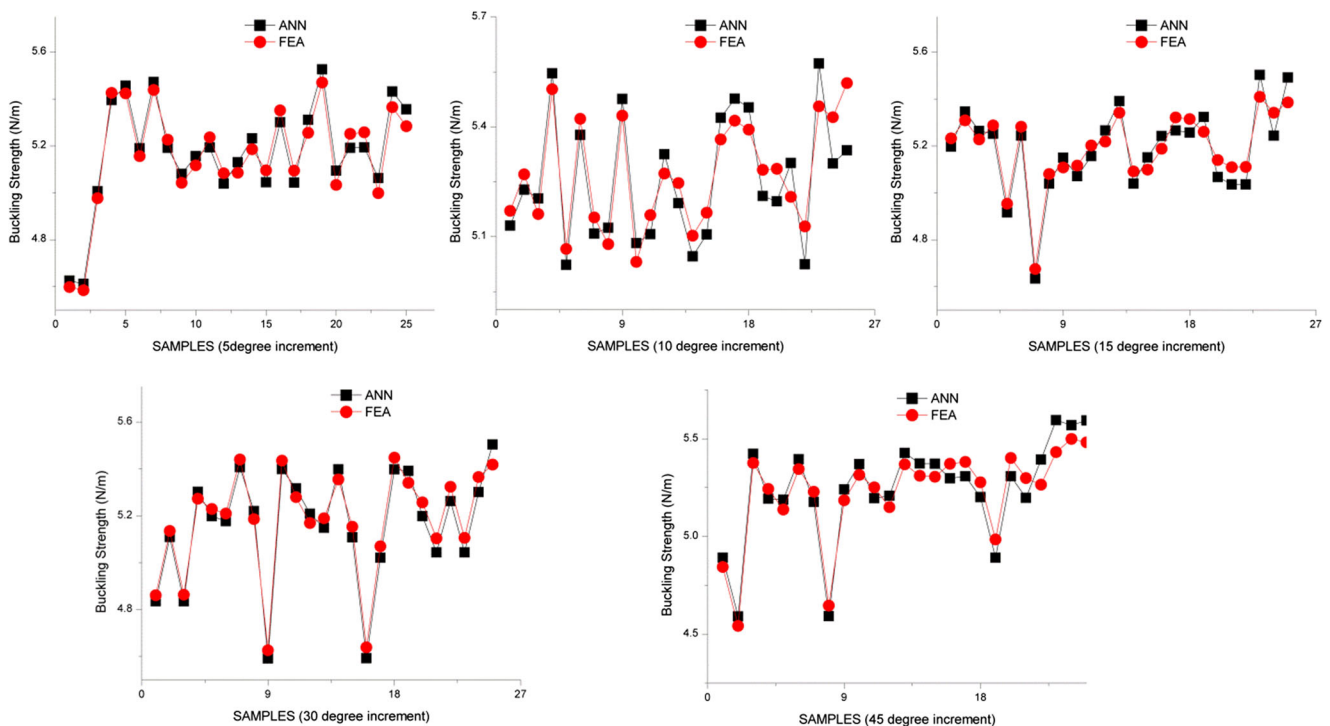 ANN
FEA
5.6
5.2
4.8
Buckling Strength (N/m)
0 5 10 15 20 25
SAMPLES (5degree increment)
5.7
ANN
FEA
5.4
5.1
Buckling Strength (N/m)
0 9 18 27
SAMPLES (10 degree increment)
ANN
FEA
5.6
5.2
4.8
Buckling Strength (N/m)
0 9 18 27
SAMPLES (15 degree increment)
ANN
FEA
5.6
5.2
4.8
Buckling Strength (N/m)
0 9 18 27
SAMPLES (30 degree increment)
ANN
FEA
5.5
5.0
4.5
Buckling Strength (N/m)
0 9 18
SAMPLES (45 degree increment)